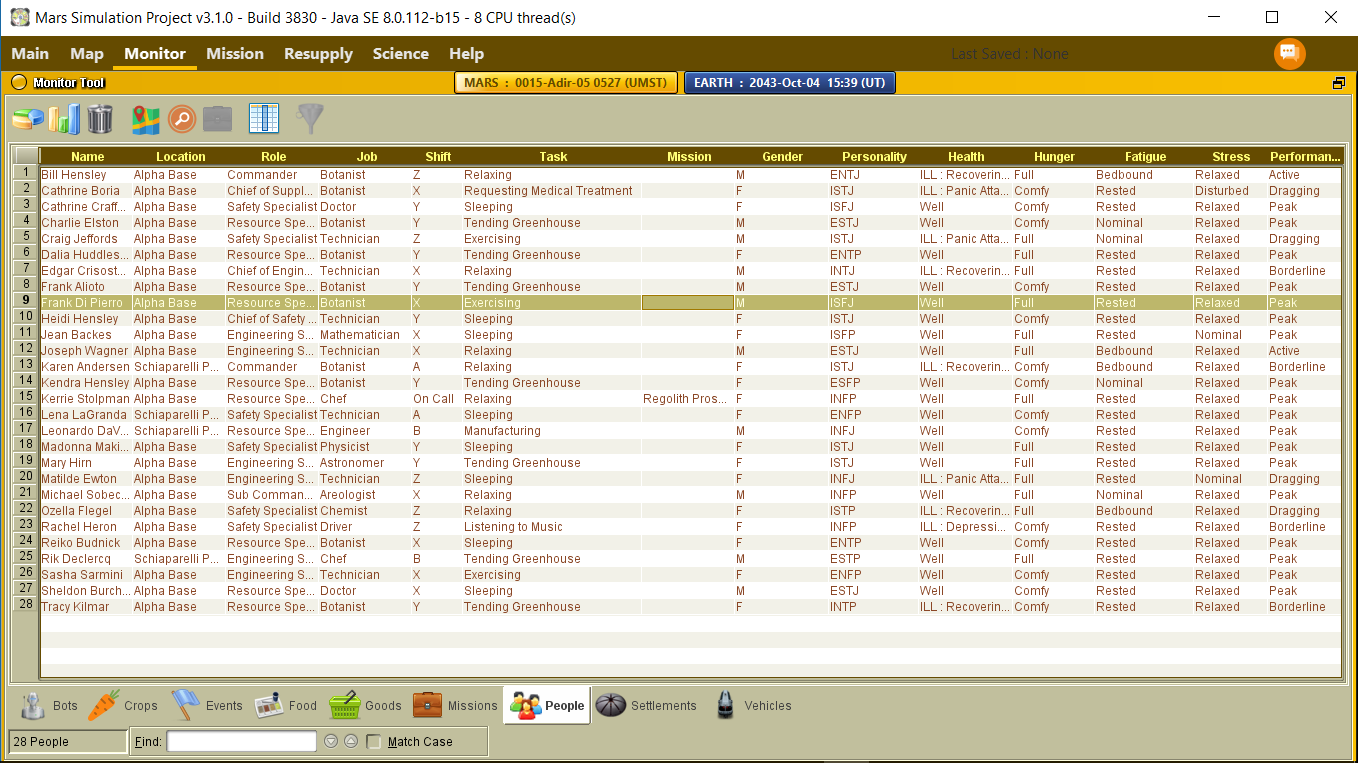 Mars Simulation Project v3.1.0 - Build 3830 - Java SE 8.0.112-b15 - 8 CPU thread(s)
Main Map Monitor Mission Resupply Science Help Last Saved : None
Monitor Tool MARS : 0015-Adir-05 0527 (UMST) EARTH : 2043-Oct-04 15:39 (UT)
Name Location Role Job Shift Task Mission Gender Personality Health Hunger Fatigue Stress Performan...
1 Bill Hensley Alpha Base Commander Botanist Z Relaxing M ENTJ ILL : Recoverin... Full Bedbound Relaxed Active
2 Cathrine Boria Alpha Base Chief of Suppl... Botanist X Requesting Medical Treatment F ISTJ ILL : Panic Atta... Comfy Rested Disturbed Dragging
3 Cathrine Craff... Alpha Base Safety Specialist Doctor Y Sleeping F ISFJ Well Comfy Rested Relaxed Peak
4 Charlie Elston Alpha Base Resource Spe... Botanist Y Tending Greenhouse M ESTJ Well Comfy Nominal Relaxed Peak
5 Craig Jeffords Alpha Base Safety Specialist Technician Z Exercising M ISTJ ILL : Panic Atta... Full Nominal Relaxed Dragging
6 Dalia Huddles... Alpha Base Resource Spe... Botanist Y Tending Greenhouse F ENTP Well Full Rested Relaxed Peak
7 Edgar Crisost... Alpha Base Chief of Engin... Technician X Relaxing M INTJ ILL : Recoverin... Full Rested Relaxed Borderline
8 Frank Alioto Alpha Base Resource Spe... Botanist Y Tending Greenhouse M ESTJ Well Comfy Rested Relaxed Peak
9 Frank Di Pierro Alpha Base Resource Spe... Botanist X Exercising M ISFJ Well Full Rested Relaxed Peak
10 Heidi Hensley Alpha Base Chief of Safety ... Botanist Y Sleeping F ISTJ Well Comfy Rested Relaxed Peak
11 Jean Backes Alpha Base Engineering S... Mathematician X Sleeping F ISFP Well Full Rested Nominal Peak
12 Joseph Wagner Alpha Base Engineering S... Technician X Relaxing M ESTJ Well Full Bedbound Relaxed Active
13 Karen Andersen Schiaparelli P... Commander Botanist A Relaxing F ISTJ ILL : Recoverin... Comfy Bedbound Relaxed Borderline
14 Kendra Hensley Alpha Base Resource Spe... Botanist Y Tending Greenhouse F ESFP Well Comfy Nominal Relaxed Peak
15 Kerrie Stolpman Alpha Base Resource Spe... Chef On Call Relaxing Regolith Pros... F INFP Well Full Rested Relaxed Peak
16 Lena LaGranda Schiaparelli P... Safety Specialist Technician A Sleeping F ENFP Well Comfy Rested Relaxed Peak
17 Leonardo DaV... Schiaparelli P... Resource Spe... Engineer B Manufacturing M INFJ Well Comfy Rested Relaxed Peak
18 Madonna Maki... Alpha Base Safety Specialist Physicist Y Sleeping F ISTJ Well Full Rested Relaxed Peak
19 Mary Hirn Alpha Base Engineering S... Astronomer Y Tending Greenhouse F ISTJ Well Full Rested Relaxed Peak
20 Matilde Ewton Alpha Base Engineering S... Technician Z Sleeping F INFJ ILL : Panic Atta... Full Rested Nominal Dragging
21 Michael Sobec... Alpha Base Sub Comman... Areologist X Relaxing M INFP Well Full Nominal Relaxed Peak
22 Ozella Flegel Alpha Base Safety Specialist Chemist Z Relaxing F ISTP ILL : Recoverin... Full Bedbound Relaxed Dragging
23 Rachel Heron Alpha Base Safety Specialist Driver Z Listening to Music F INFP ILL : Depressi... Comfy Rested Relaxed Borderline
24 Reiko Budnick Alpha Base Resource Spe... Botanist X Sleeping F ENTP Well Comfy Rested Relaxed Peak
25 Rik Declercq Schiaparelli P... Engineering S... Chef B Tending Greenhouse M ESTP Well Full Rested Relaxed Peak
26 Sasha Sarmini Alpha Base Engineering S... Technician X Exercising F ENFP Well Comfy Rested Relaxed Peak
27 Sheldon Burch... Alpha Base Resource Spe... Doctor X Sleeping M ESTJ Well Comfy Rested Relaxed Peak
28 Tracy Kilmar Alpha Base Resource Spe... Botanist Y Tending Greenhouse F INTP ILL : Recoverin... Comfy Rested Relaxed Borderline
Bots Crops Events Food Goods Missions People Settlements Vehicles
28 People Find: Match Case